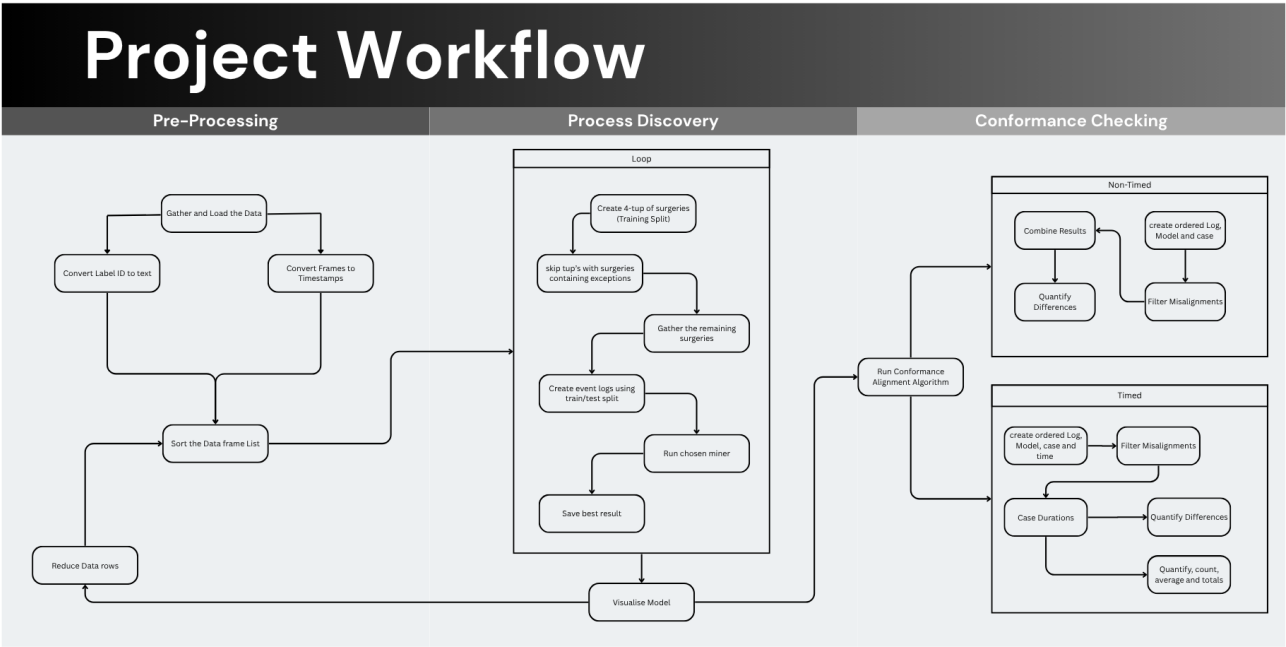 Project Workflow
Pre-Processing
Process Discovery
Conformance Checking
Gather and Load the Data
Convert Label ID to text
Convert Frames to
Timestamps
Sort the Data frame List
Reduce Data rows
Loop
Create 4-tup of surgeries
(Training Split)
skip tup's with surgeries
containing exceptions
Gather the remaining
surgeries
Create event logs using
train/test split
Run chosen miner
Save best result
Visualise Model
Run Conformance
Alignment Algorithm
Non-Timed
Combine Results
create ordered Log,
Model and case
Quantify
Differences
Filter Misalignments
Timed
create ordered Log,
Model, case and
time
Filter Misalignments
Case Durations
Quantify Differences
Quantify, count,
average and totals